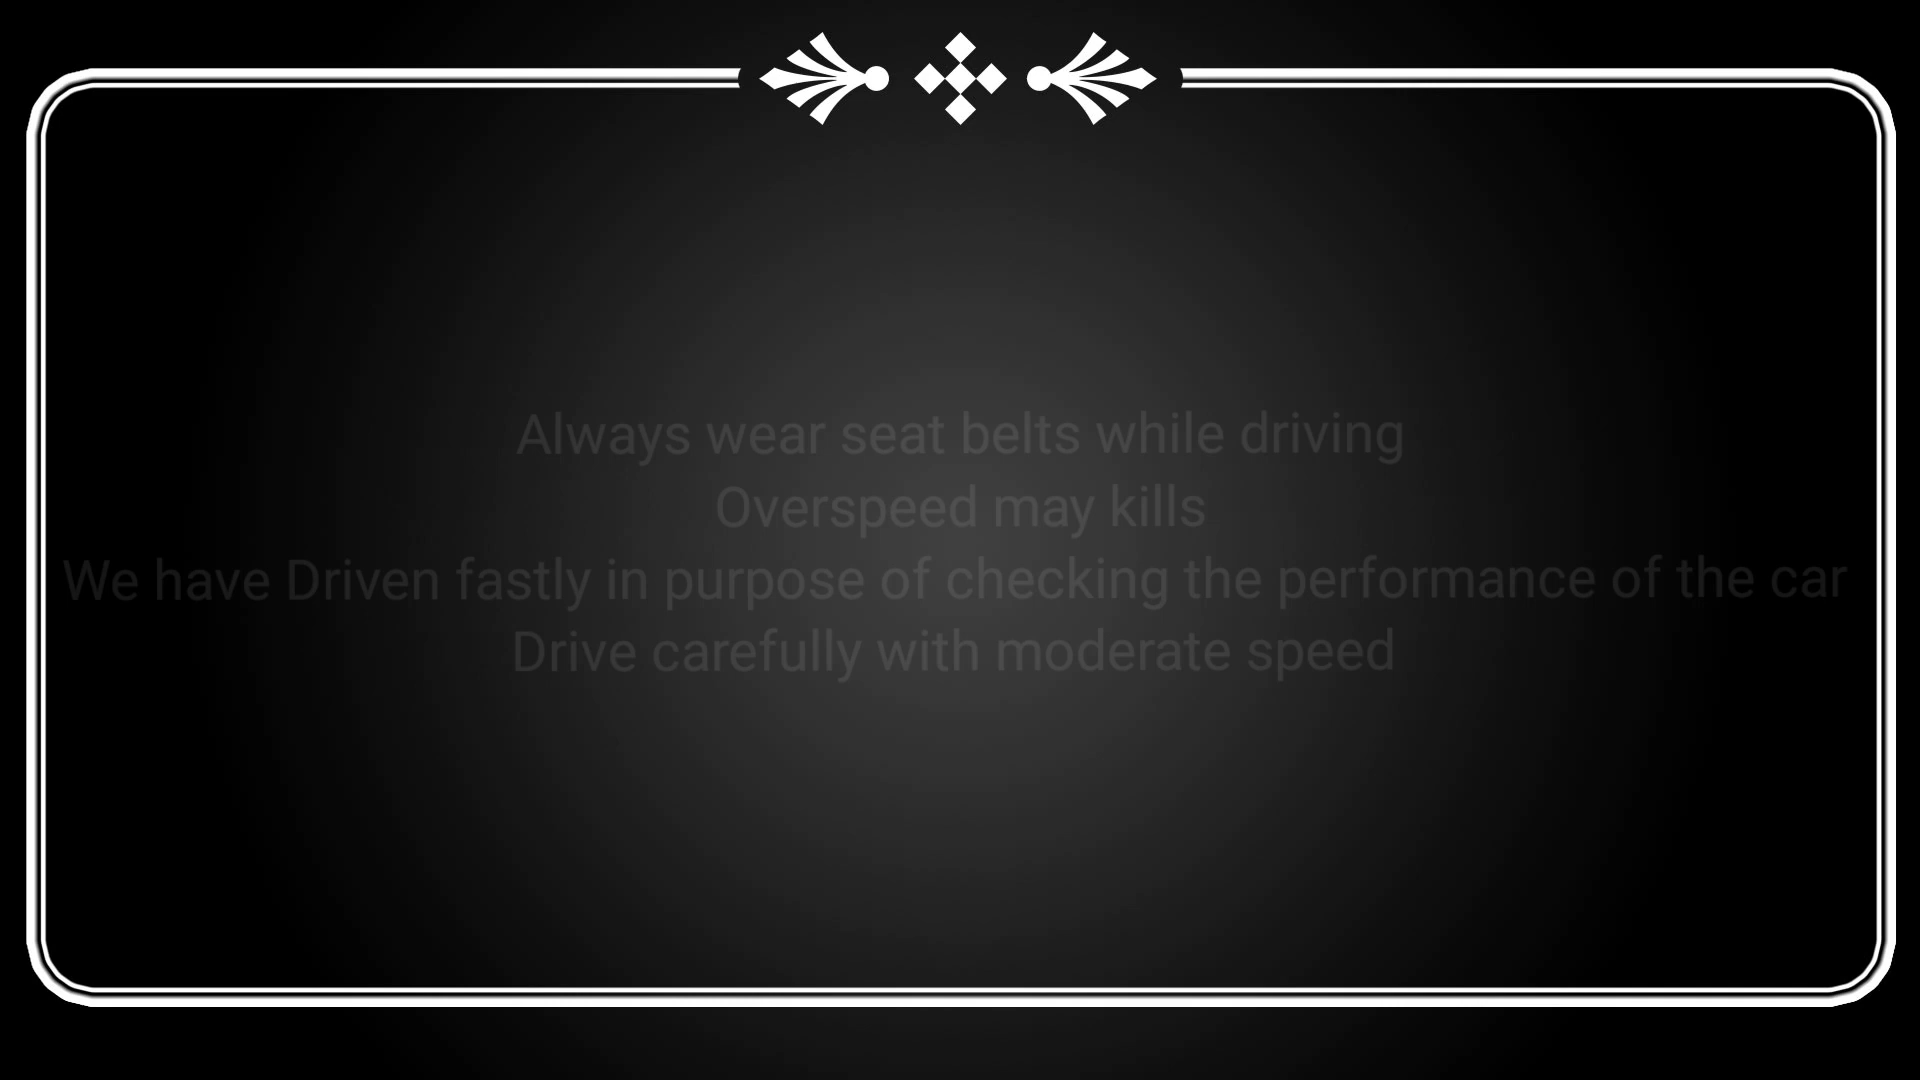 Always wear seat belts while driving
Overspeed may kills
We have Driven fastly in purpose of checking the performance of the car
Drive carefully with moderate speed